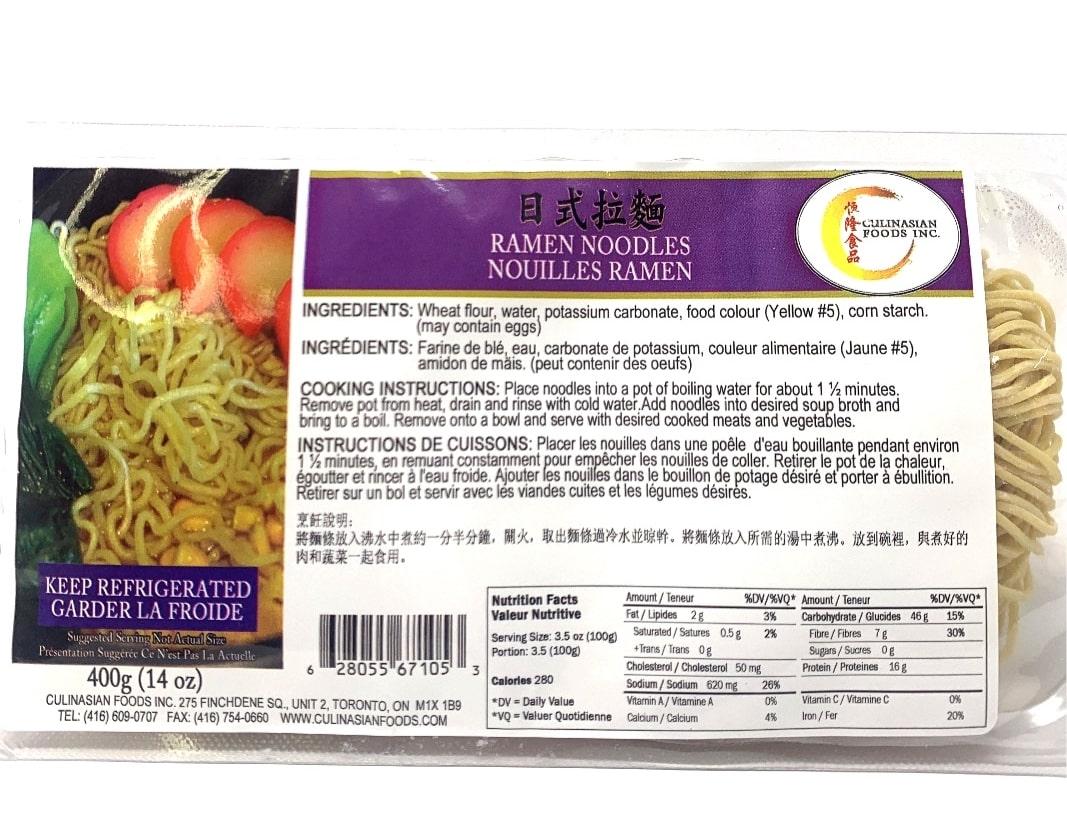 日式拉麵
RAMEN NOODLES
NOUILLES RAMEN
恆隆食品
CULINASIAN
FOODS INC.
INGREDIENTS: Wheat flour, water, potassium carbonate, food colour (Yellow #5), corn starch.
(may contain eggs)
INGRÉDIENTS: Farine de blé, eau, carbonate de potassium, couleur alimentaire (Jaune #5),
amidon de mäis. (peut contenir des oeufs)
COOKING INSTRUCTIONS: Place noodles into a pot of boiling water for about 1 ½ minutes.
Remove pot from heat, drain and rinse with cold water.Add noodles into desired soup broth and
bring to a boil. Remove onto a bowl and serve with desired cooked meats and vegetables.
INSTRUCTIONS DE CUISSONS: Placer les nouilles dans une poêle d'eau bouillante pendant environ
1 ½ minutes, en remuant constamment pour empêcher les nouilles de coller. Retirer le pot de la chaleur,
égoutter et rincer à l'eau froide. Ajouter les nouilles dans le bouillon de potage désiré et porter à ébullition.
Retirer sur un bol et servir avec les viandes cuites et les légumes désirés.
烹飪說明:
將麵條放入沸水中煮約一分半分鐘，關火，取出麵條過冷水並晾幹。將麵條放入所需的湯中煮沸。放到碗裡，與煮好的
肉和蔬菜一起食用。
KEEP REFRIGERATED
GARDER LA FROIDE
Suggested Serving Not Actual Size
Présentation Suggérée Ce N'est Pas La Actuelle
400g (14 oz)
CULINASIAN FOODS INC. 275 FINCHDENE SQ., UNIT 2, TORONTO, ON M1X 1B9
TEL: (416) 609-0707 FAX: (416) 754-0660 WWW.CULINASIANFOODS.COM
6 28055 67105 3
Nutrition Facts
Valeur Nutritive
Serving Size: 3.5 oz (100g)
Portion: 3.5 (100g)
Calories 280
*DV = Daily Value
*VQ = Valuer Quotidienne
Amount / Teneur %DV/%VQ*
Fat / Lipides 2 g 3%
Saturated / Satures 0.5 g 2%
+Trans / Trans 0 g
Cholesterol / Cholesterol 50 mg
Sodium / Sodium 620 mg 26%
Vitamin A / Vitamine A 0%
Calcium / Calcium 4%
Amount / Teneur %DV/%VQ*
Carbohydrate / Glucides 46 g 15%
Fibre / Fibres 7 g 30%
Sugars / Sucres 0 g
Protein / Proteines 16 g
Vitamin C / Vitamine C 0%
Iron / Fer 20%